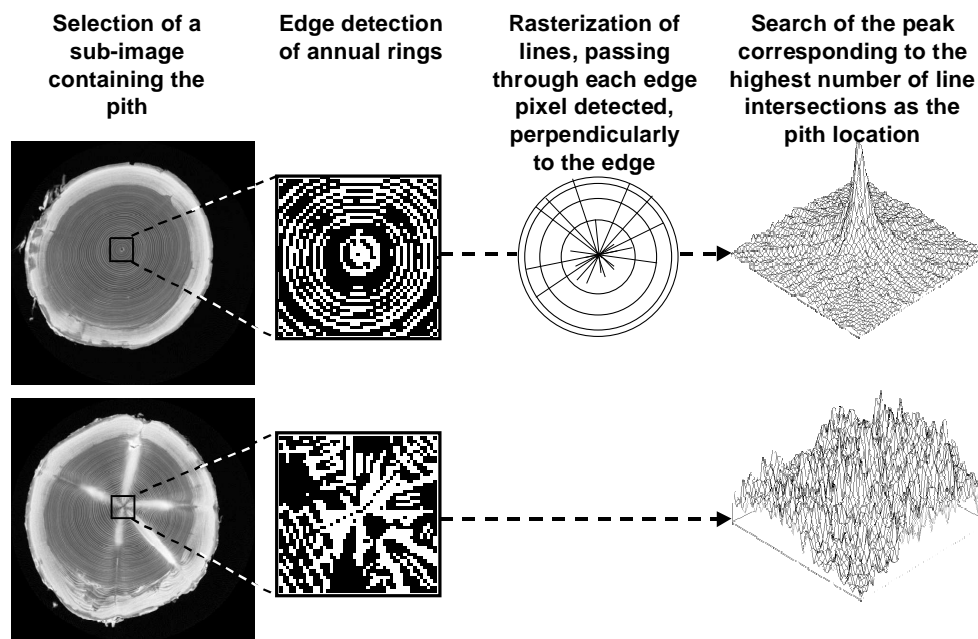 Selection of a
sub-image
containing the
pith
Edge detection
of annual rings
Rasterization of
lines, passing
through each edge
pixel detected,
perpendicularly
to the edge
Search of the peak
corresponding to the
highest number of line
intersections as the
pith location